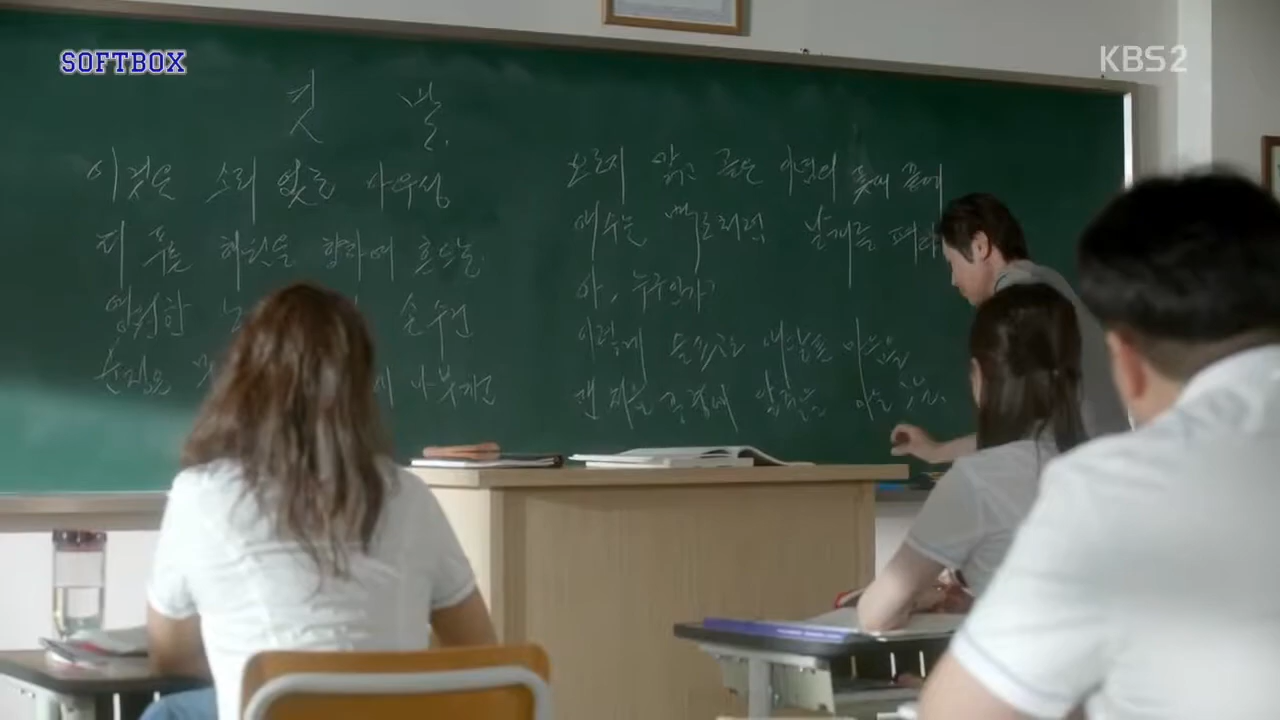 SOFTBOX
KBS2
깃 발
이것은 소리 없는 아우성
저 푸른 해원을 향하여 흔드는
영원한 손수건
순정은 나부끼고
오로지 맑고 곧은 이념의 푯대 끝에
애수는 백로처럼 날개를 펴다
아, 누구인가?
이렇게 슬프고도 마음을
맨 처음 공중에 달 줄을 안 그는.